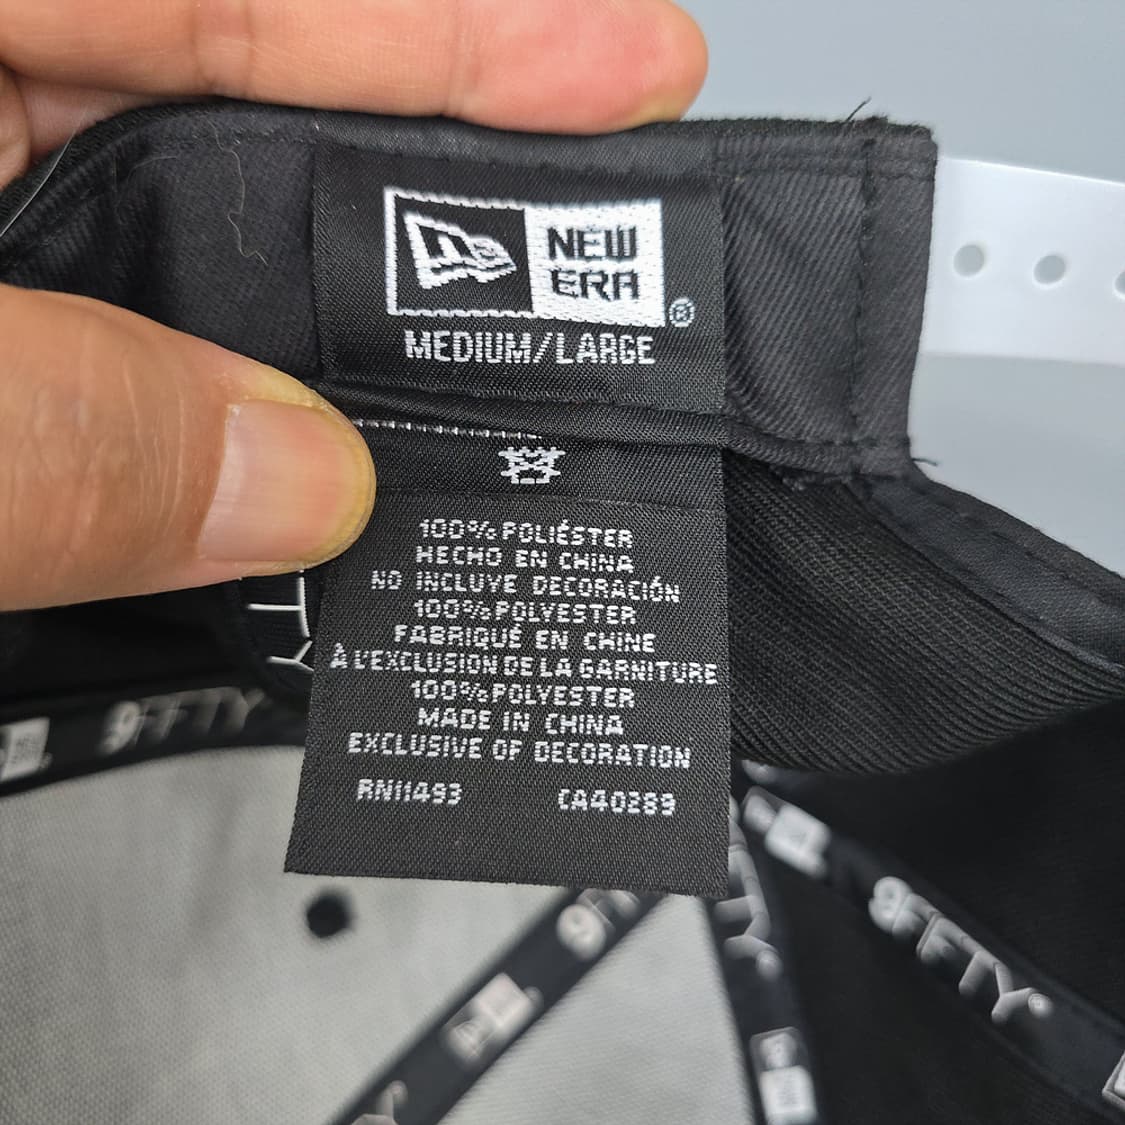 NEW
ERA
®
MEDIUM/LARGE
100% POLIÉSTER
HECHO EN CHINA
NO INCLUYE DECORACIÓN
100% POLYESTER
FABRIQUÉ EN CHINE
À L'EXCLUSION DE LA GARNITURE
100% POLYESTER
MADE IN CHINA
EXCLUSIVE OF DECORATION
RN11493 CA40289
9FIFTY
9FIFTY®